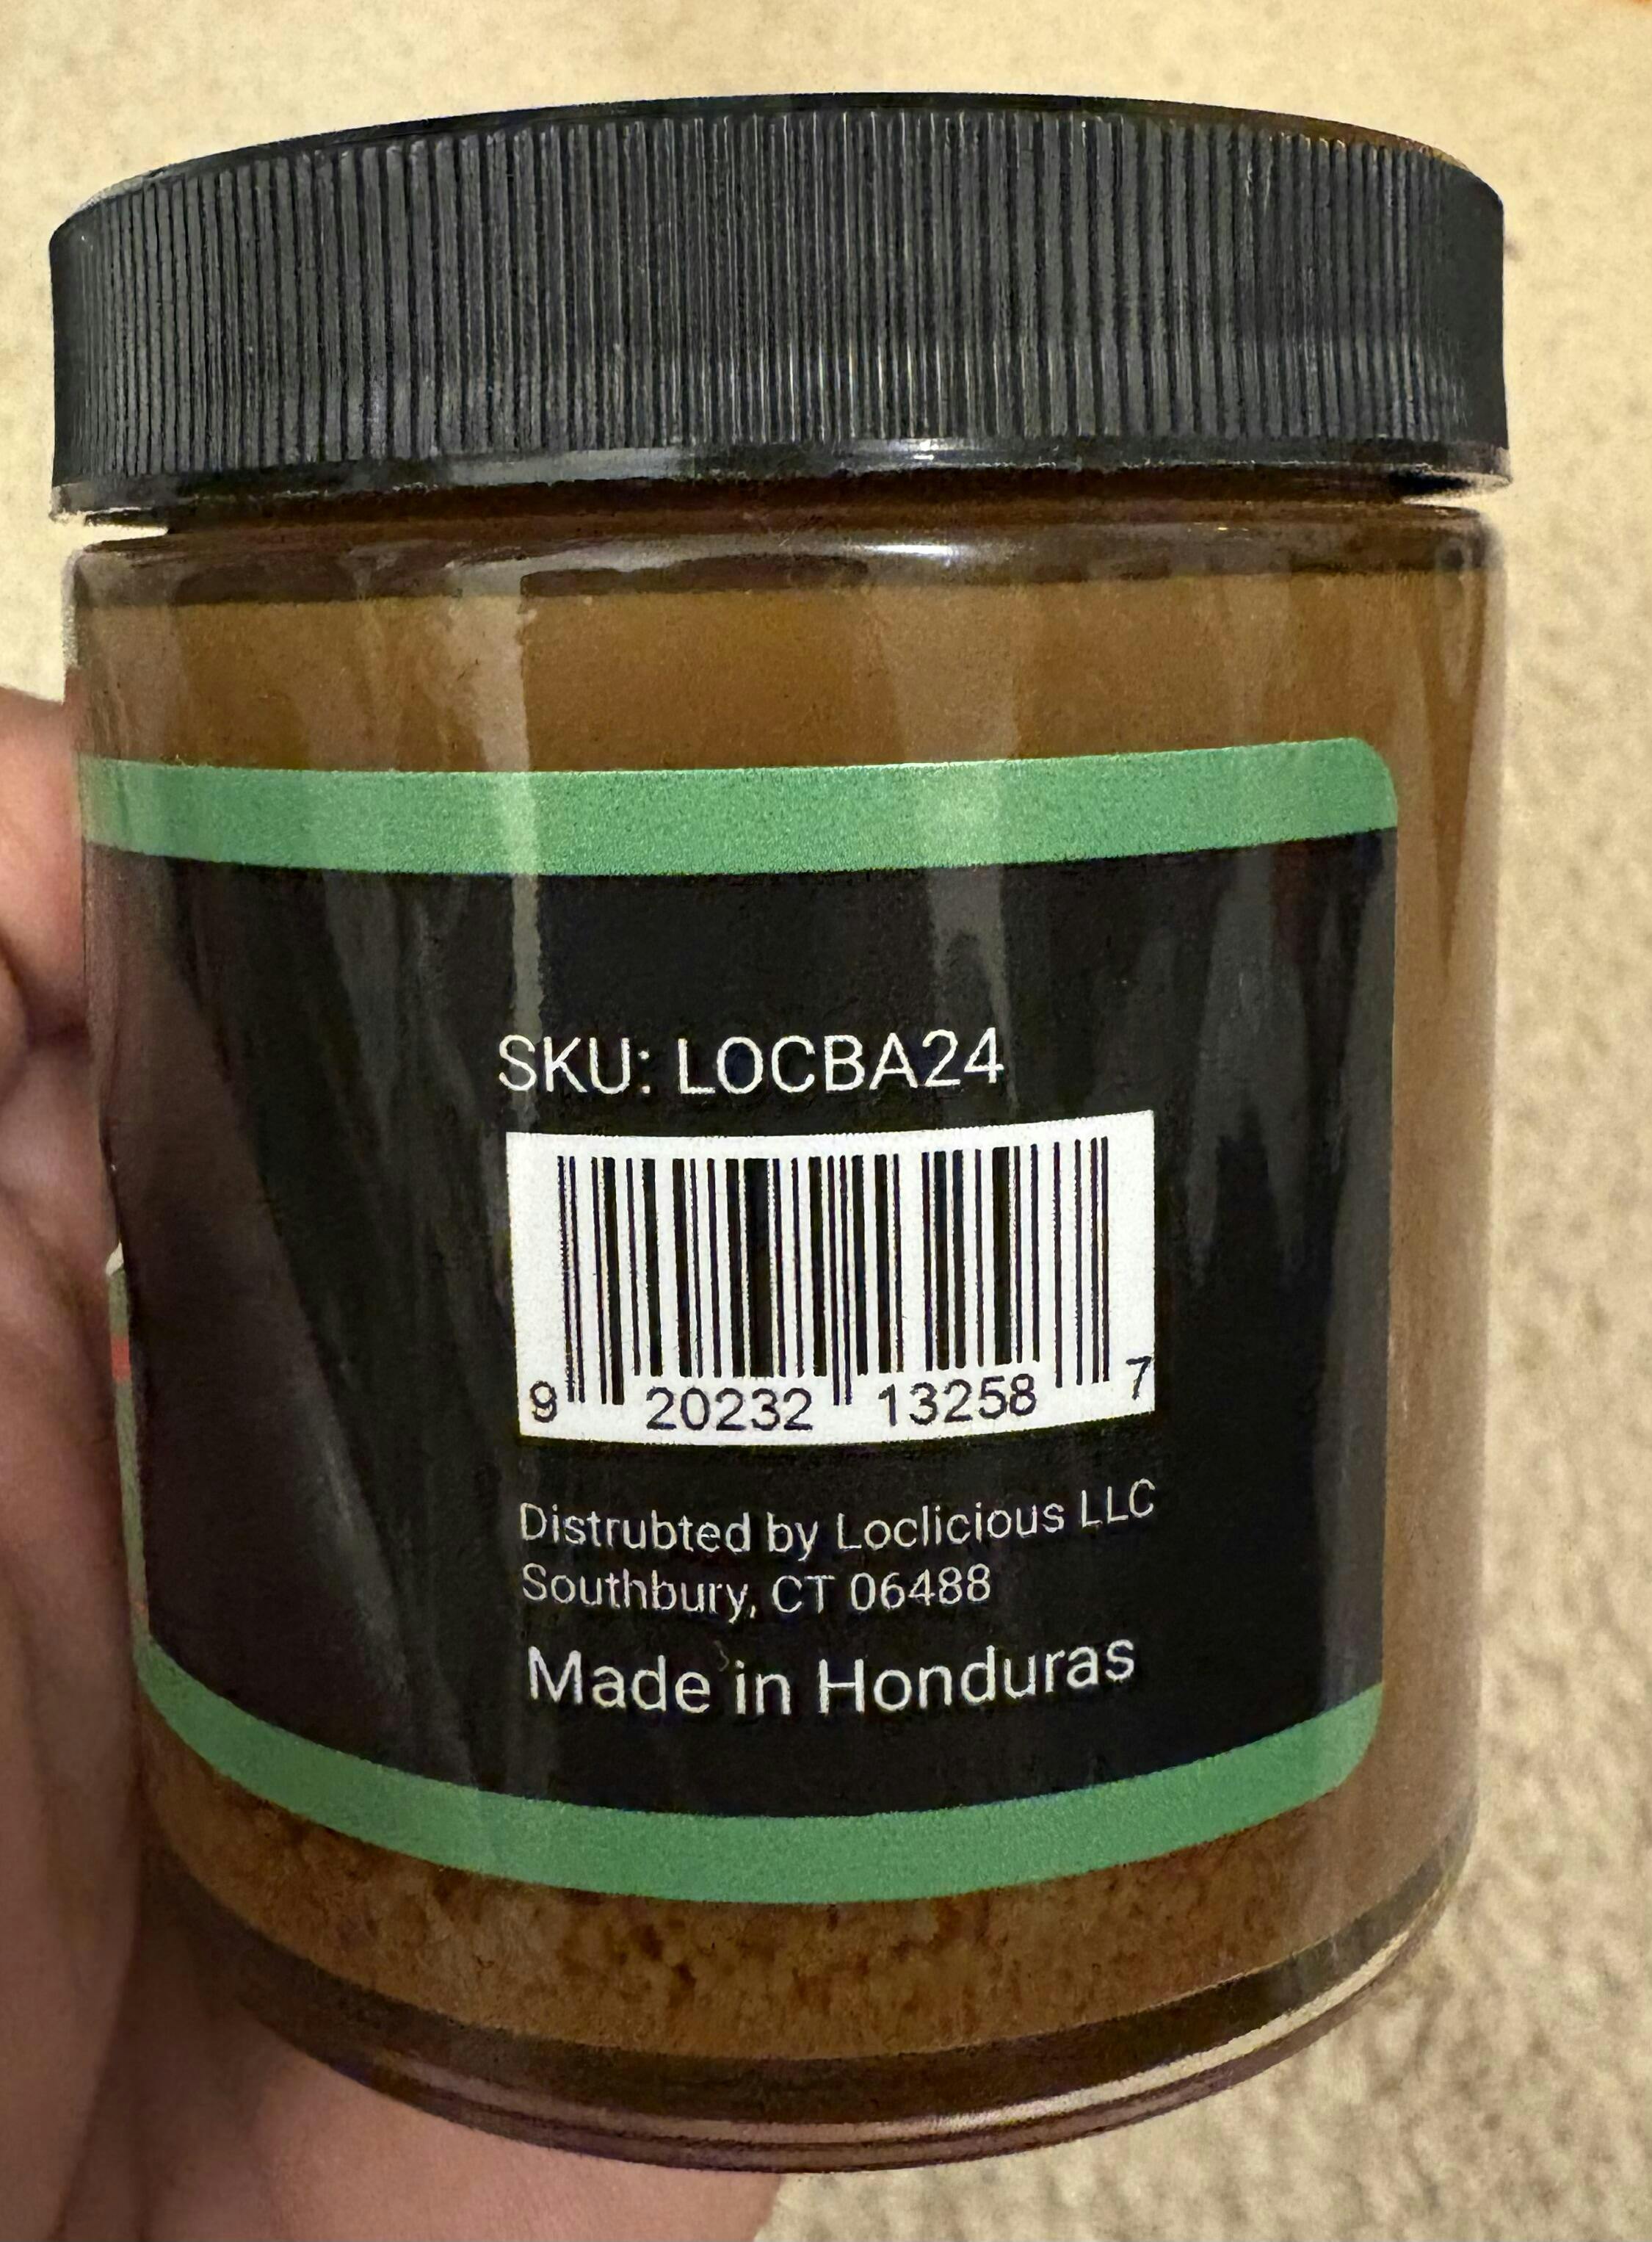 SKU: LOCBA24
9 20232 13258 7
Distrubted by Loclicious LLC
Southbury, CT 06488
Made in Honduras